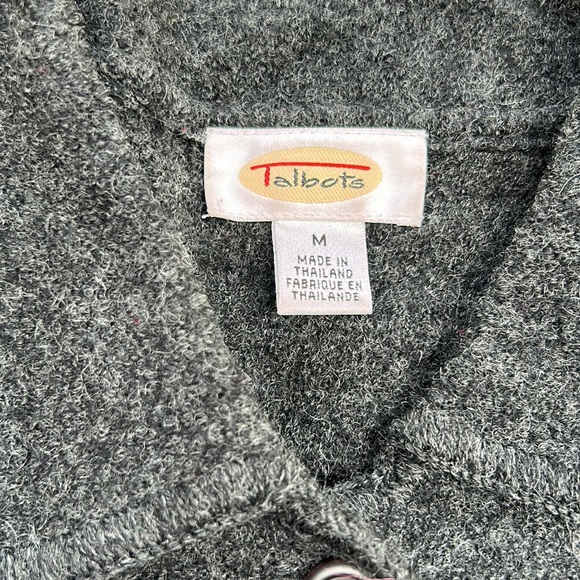 Talbots
M
MADE IN
THAILAND
FABRIQUE EN
THAILANDE